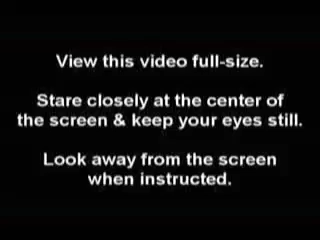 View this video full-size.
Stare closely at the center of
the screen & keep your eyes still.
Look away from the screen
when instructed.